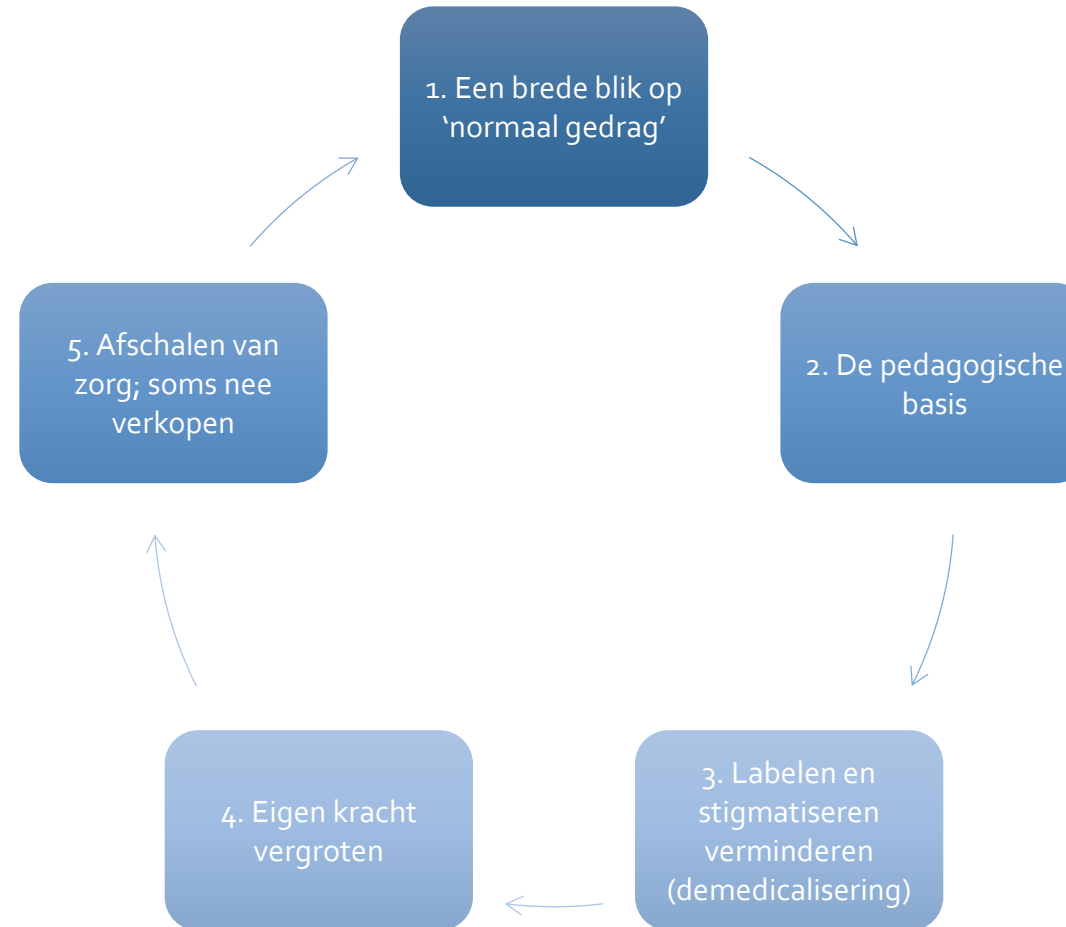 1. Een brede blik op
‘normaal gedrag’
2. De pedagogische
basis
3. Labelen en
stigmatiseren
verminderen
(demedicalisering)
4. Eigen kracht
vergroten
5. Afschalen van
zorg; soms nee
verkopen